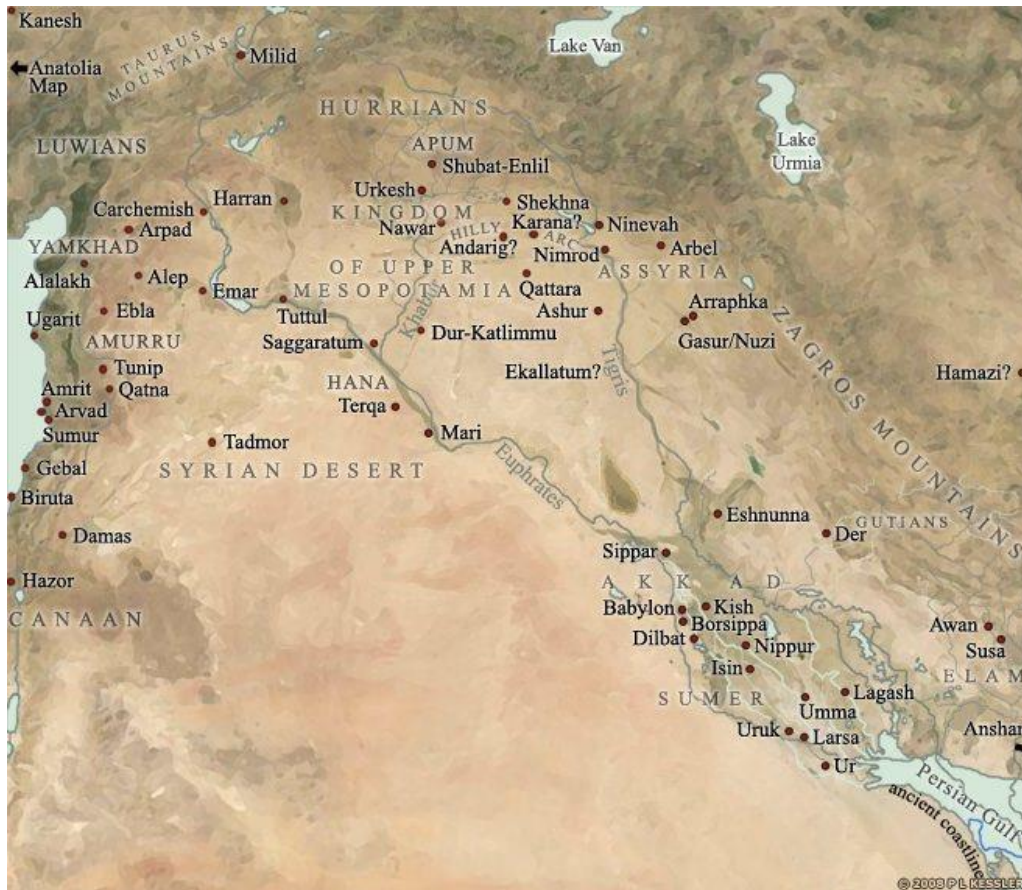 Kanesh
TAURUS
MOUNTAINS
Milid
Lake Van
Anatolia
Map
HURRIANS
Lake
Urmia
LUWIANS
APUM
Shubat-Enlil
Urkesh
Harran
Shekhna
Carchemish
KINGDOM
Karana?
Arpad
Nawar
HILLY
ARC
Ninevah
YAMKHAD
Andarig?
Nimrod
Arbel
Alalakh
Alep
OF UPPER
ASSYRIA
Emar
MESOPOTAMIA
Qattara
Ebla
Tuttul
Khabur
Ashur
Arraphka
Ugarit
Dur-Katlimmu
Gasur/Nuzi
AMURRU
Saggaratum
ZAGROS MOUNTAINS
Tunip
HANA
Ekallatum?
Tigris
Hamazi?
Amrit
Qatna
Arvad
Terqa
Sumur
Mari
Tadmor
Gebal
SYRIAN DESERT
Euphrates
Biruta
Eshnunna
GUTIANS
Damas
Der
Sippar
Hazor
AKKAD
Babylon
Kish
CANAAN
Borsippa
Awan
Dilbat
Nippur
Susa
Isin
ELAM
SUMER
Lagash
Umma
Uruk
Larsa
Anshan
Ur
Persian Gulf
ancient coastline
© 2008 P L KESSLER